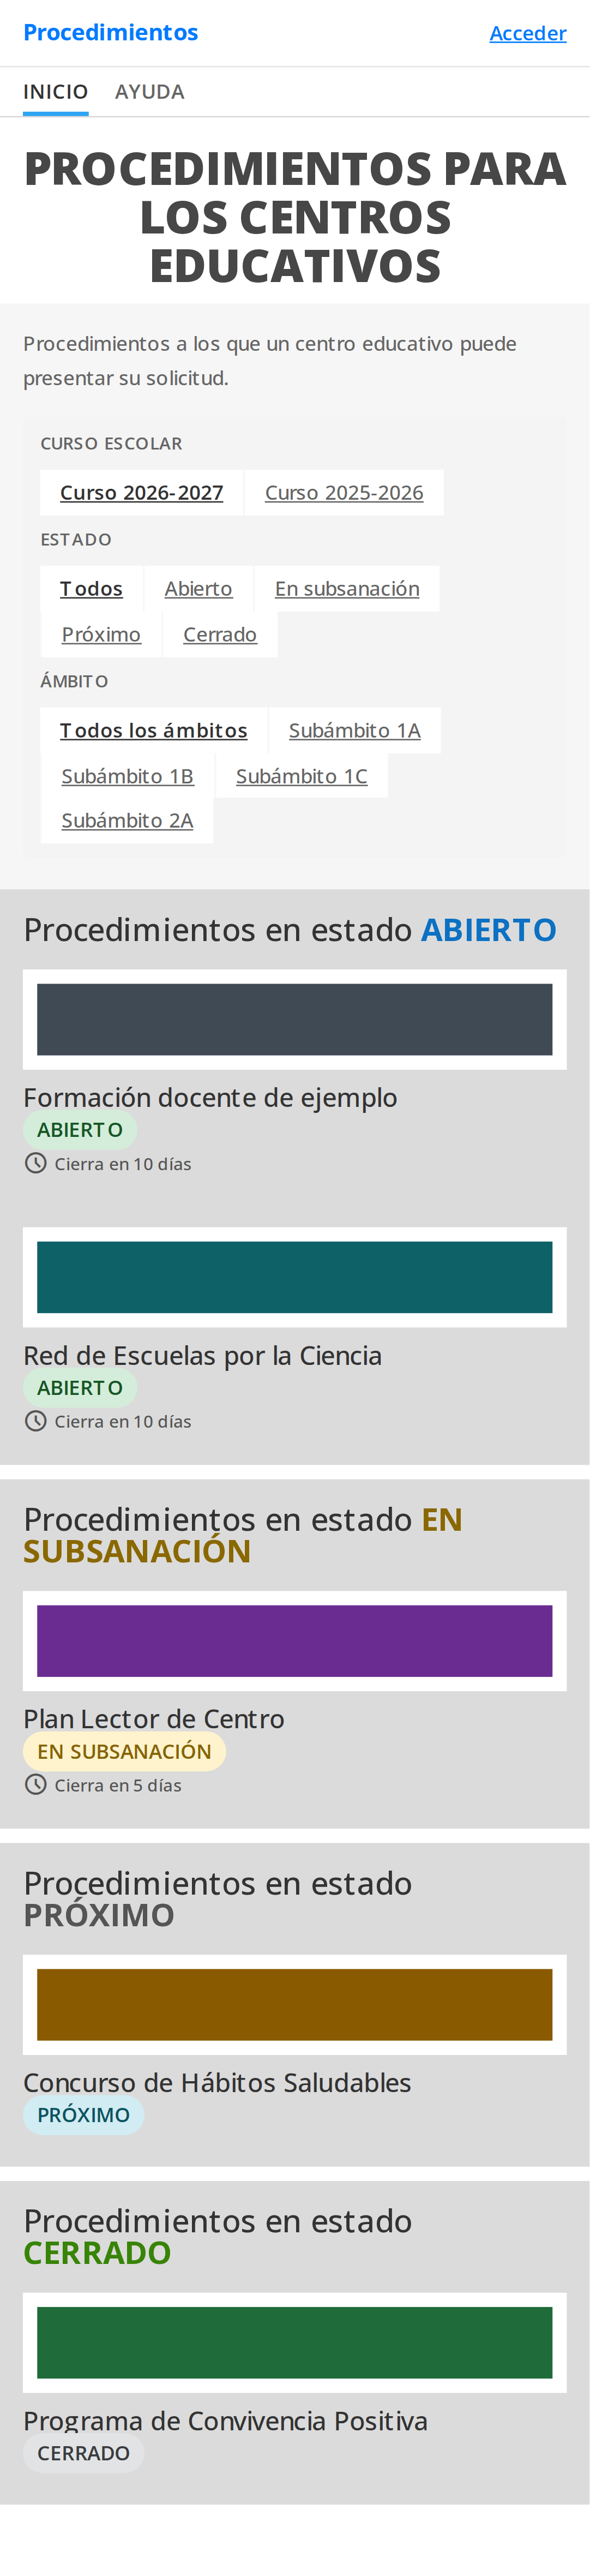 Procedimientos
Acceder
INICIO
AYUDA
PROCEDIMIENTOS PARA
LOS CENTROS
EDUCATIVOS
Procedimientos a los que un centro educativo puede
presentar su solicitud.
CURSO ESCOLAR
Curso 2026-2027
Curso 2025-2026
ESTADO
Todos
Abierto
En subsanación
Próximo
Cerrado
ÁMBITO
Todos los ámbitos
Subámbito 1A
Subámbito 1B
Subámbito 1C
Subámbito 2A
Procedimientos en estado ABIERTO
Formación docente de ejemplo
ABIERTO
Cierra en 10 días
Red de Escuelas por la Ciencia
ABIERTO
Cierra en 10 días
Procedimientos en estado EN
SUBSANACIÓN
Plan Lector de Centro
EN SUBSANACIÓN
Cierra en 5 días
Procedimientos en estado
PRÓXIMO
Concurso de Hábitos Saludables
PRÓXIMO
Procedimientos en estado
CERRADO
Programa de Convivencia Positiva
CERRADO